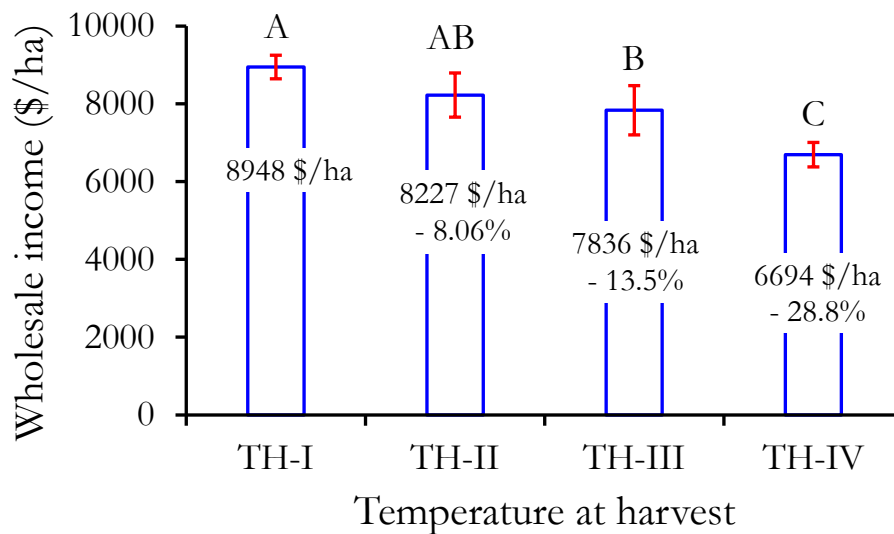 Wholesale income ($/ha)
10000
8000
6000
4000
2000
0
A
AB
B
C
8948 $/ha
8227 $/ha
- 8.06%
7836 $/ha
- 13.5%
6694 $/ha
- 28.8%
TH-I TH-II TH-III TH-IV
Temperature at harvest